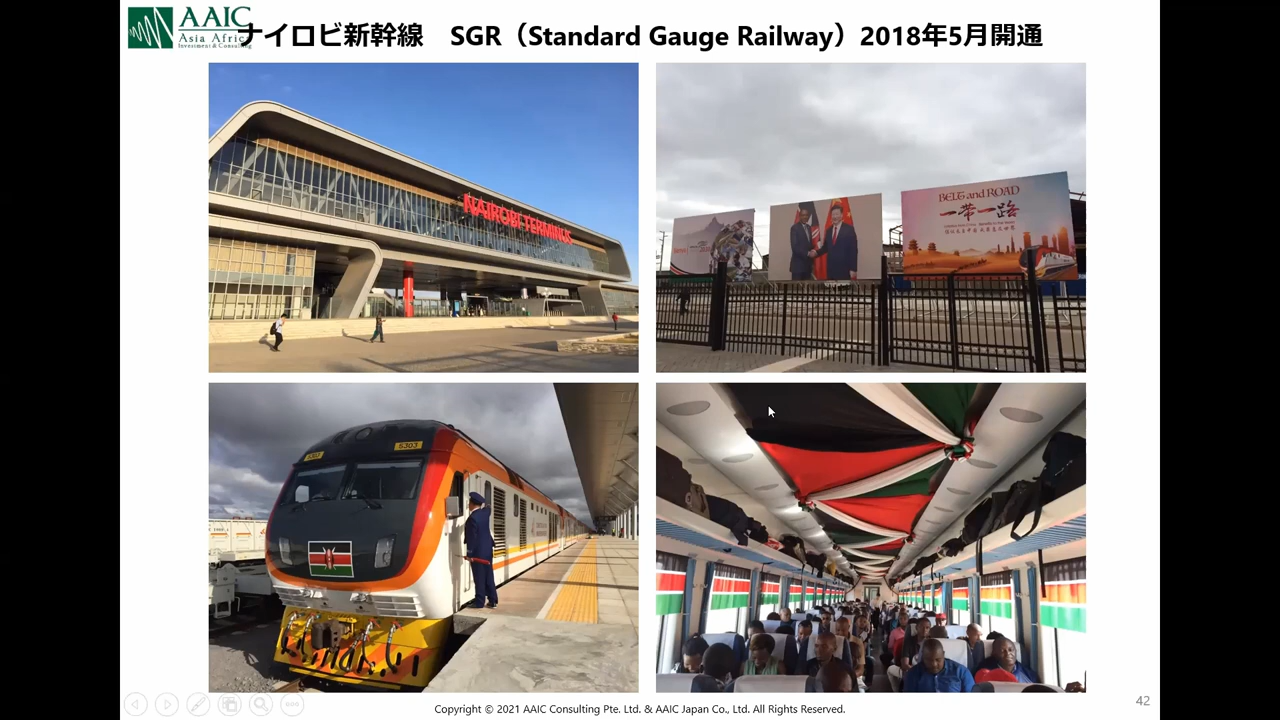 AAIC
Asia Africa
Investment & Consulting
ナイロビ新幹線 SGR（Standard Gauge Railway）2018年5月開通
NAIROBI TERMINUS
BELT and ROAD
一带一路
6303
6303
Copyright © 2021 AAIC Consulting Pte. Ltd. & AAIC Japan Co., Ltd. All Rights Reserved.
42